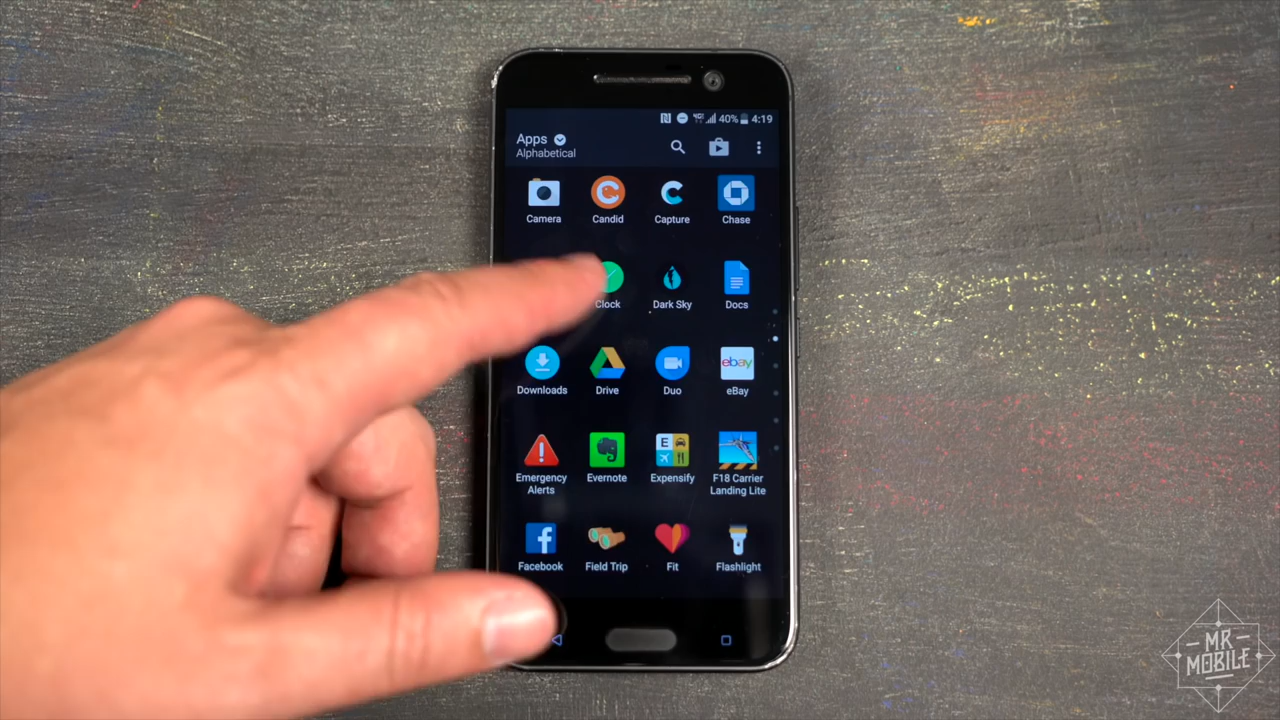 4G 40% 4:19
Apps
Alphabetical
Camera Candid Capture Chase
Clock Dark Sky Docs
ebay
Downloads Drive Duo eBay
E
Emergency Alerts Evernote Expensify F18 Carrier Landing Lite
Facebook Field Trip Fit Flashlight
MR
MOBILE